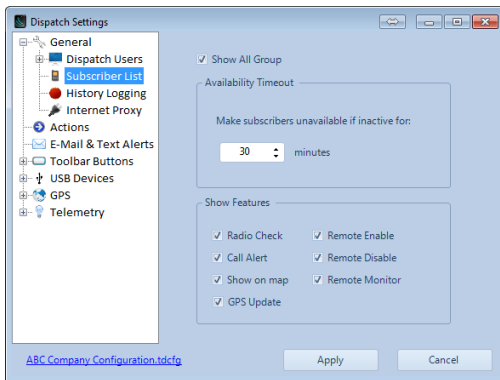 Dispatch Settings
General
Dispatch Users
Subscriber List
History Logging
Internet Proxy
Actions
E-Mail & Text Alerts
Toolbar Buttons
USB Devices
GPS
Telemetry
Show All Group
Availability Timeout
Make subscribers unavailable if inactive for:
30 minutes
Show Features
Radio Check Remote Enable
Call Alert Remote Disable
Show on map Remote Monitor
GPS Update
ABC Company Configuration.tdcfg Apply Cancel